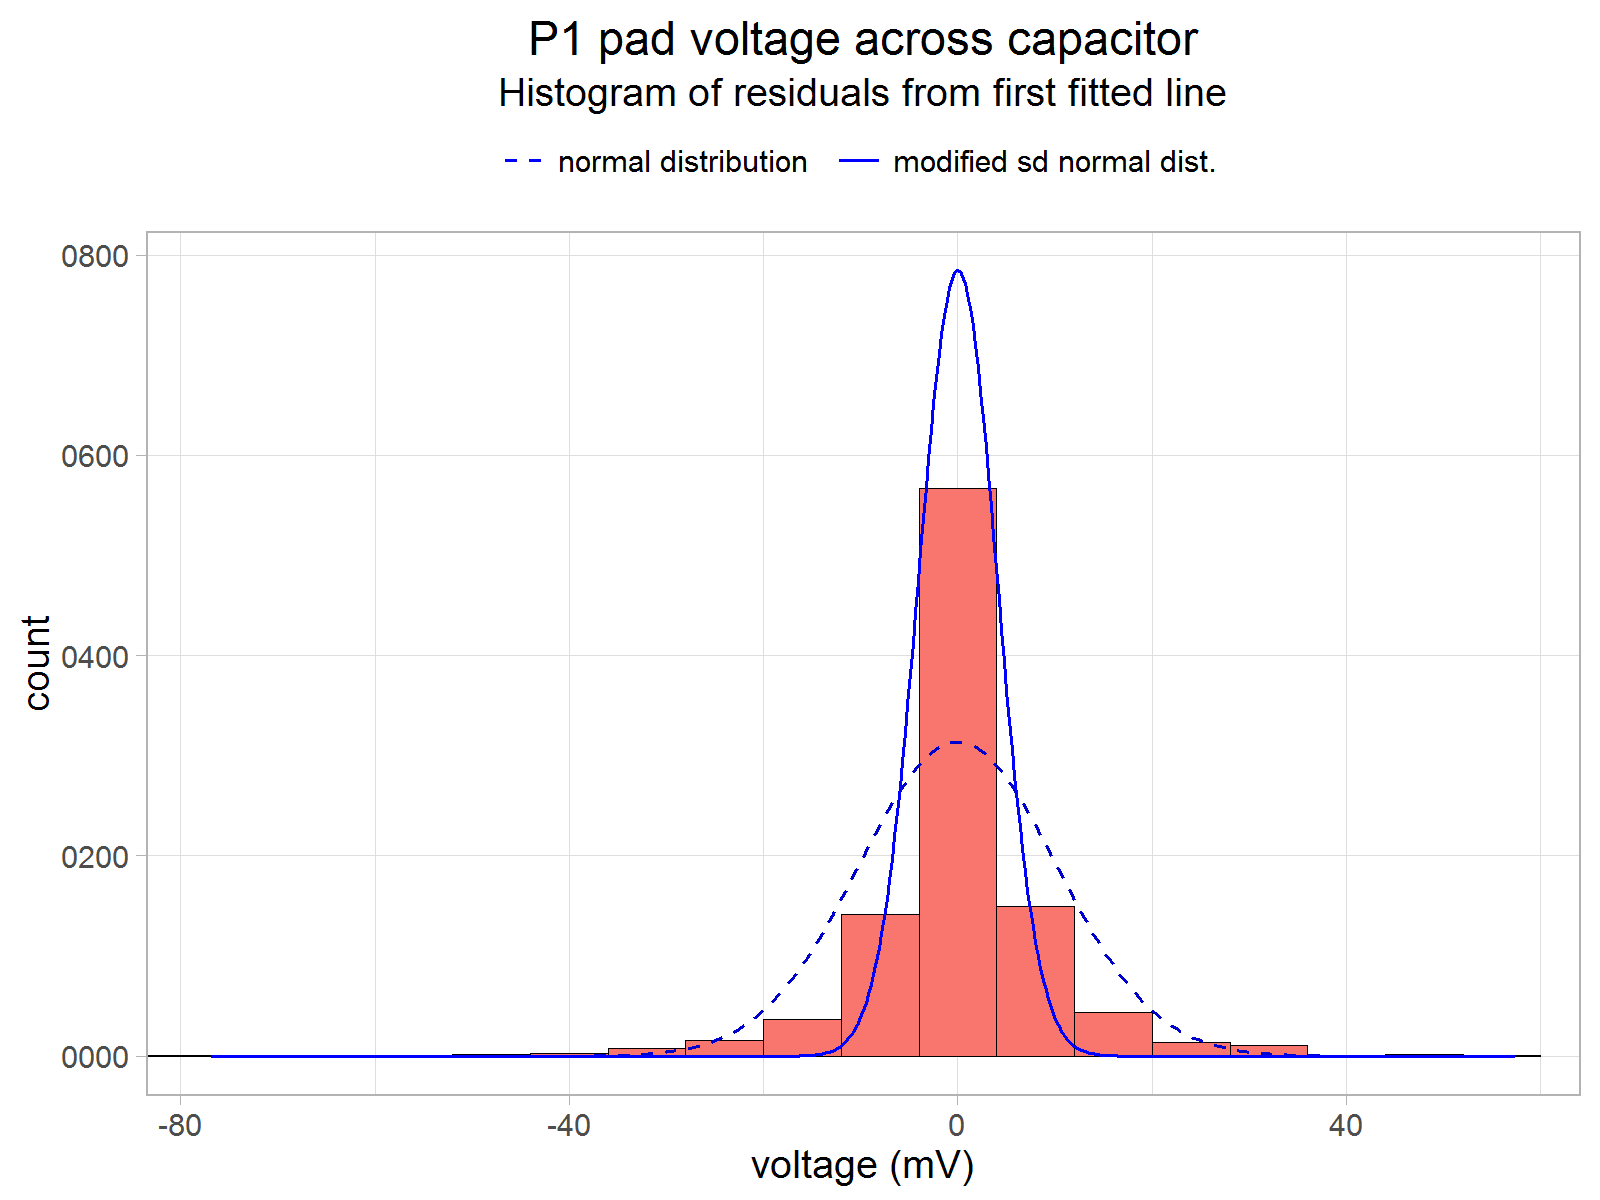 P1 pad voltage across capacitor
Histogram of residuals from first fitted line
normal distribution modified sd normal dist.
0800
0600
0400
0200
0000
count
-80 -40 0 40
voltage (mV)